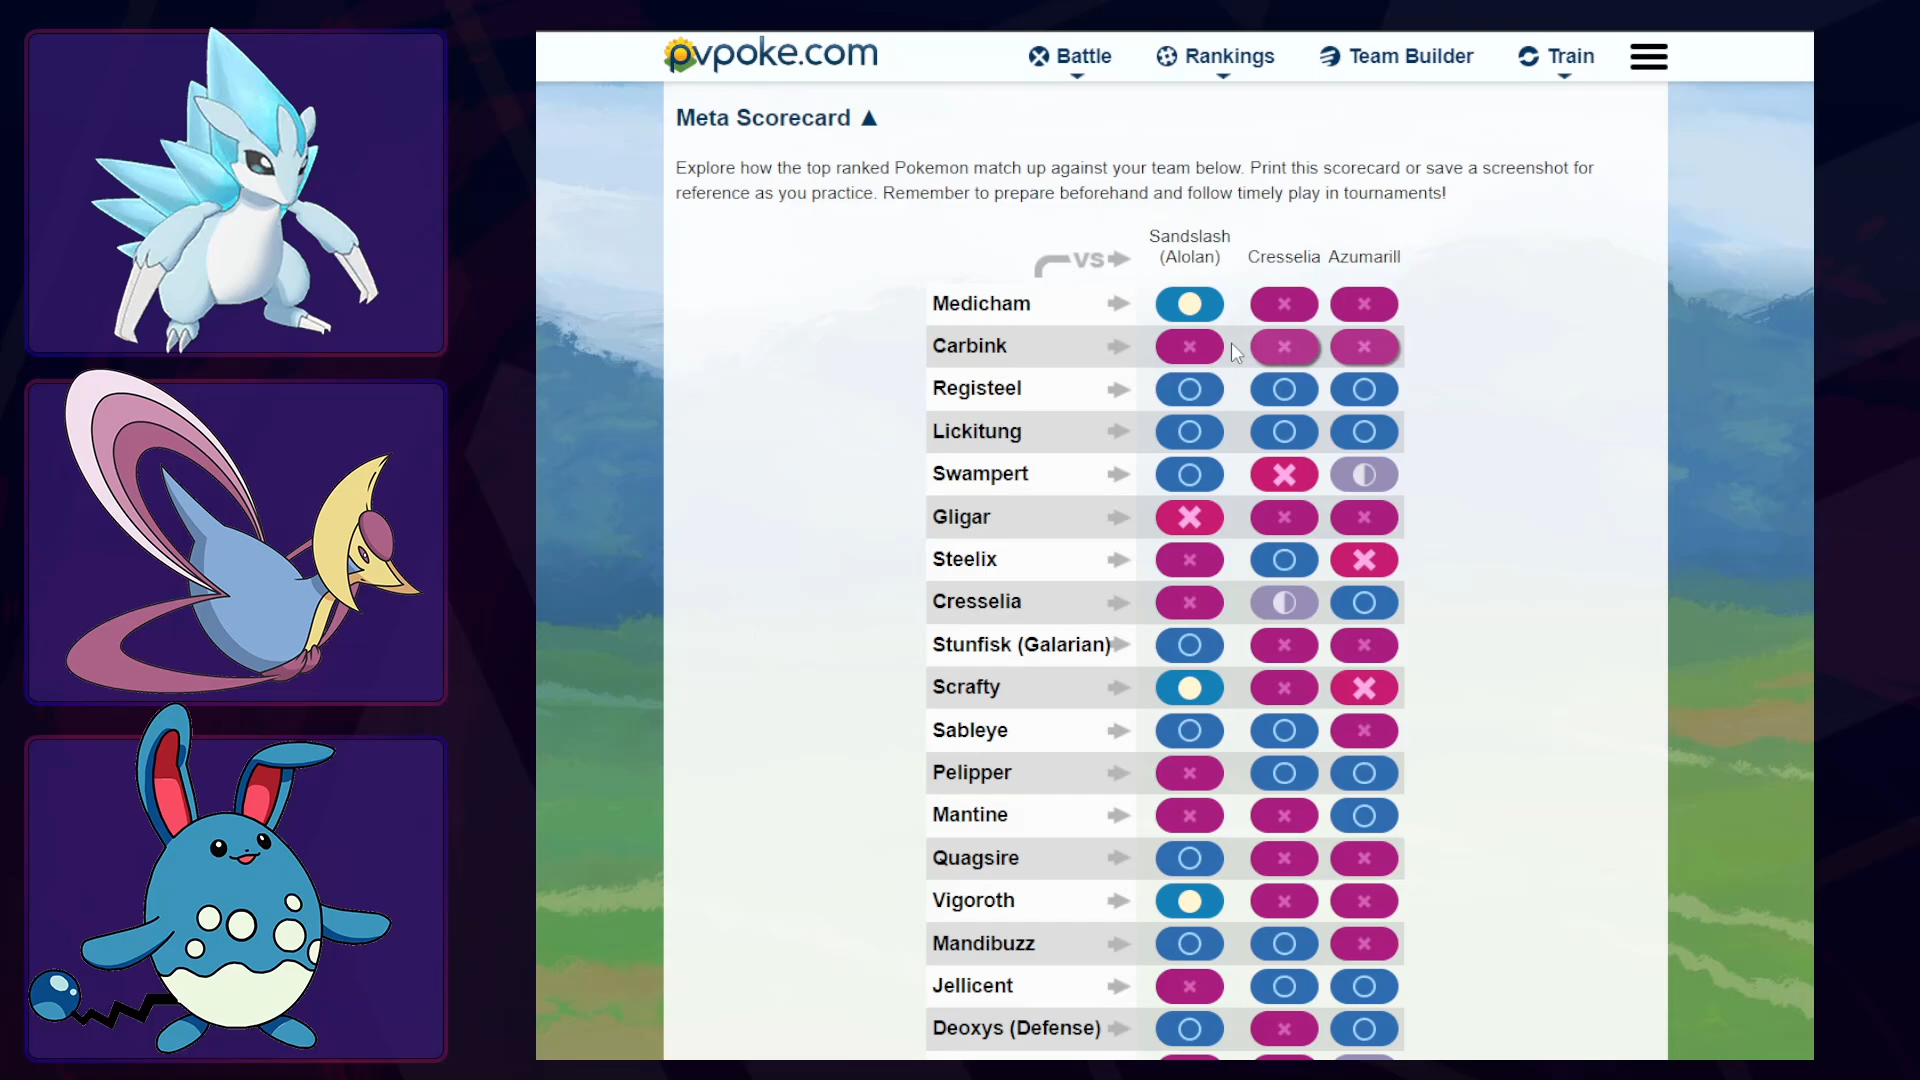 pvpoke.com
Battle
Rankings
Team Builder
Train
Meta Scorecard ▲
Explore how the top ranked Pokemon match up against your team below. Print this scorecard or save a screenshot for
reference as you practice. Remember to prepare beforehand and follow timely play in tournaments!
VS
Sandslash
(Alolan)
Cresselia
Azumarill
Medicham
Carbink
Registeel
Lickitung
Swampert
Gligar
Steelix
Cresselia
Stunfisk (Galarian)
Scrafty
Sableye
Pelipper
Mantine
Quagsire
Vigoroth
Mandibuzz
Jellicent
Deoxys (Defense)